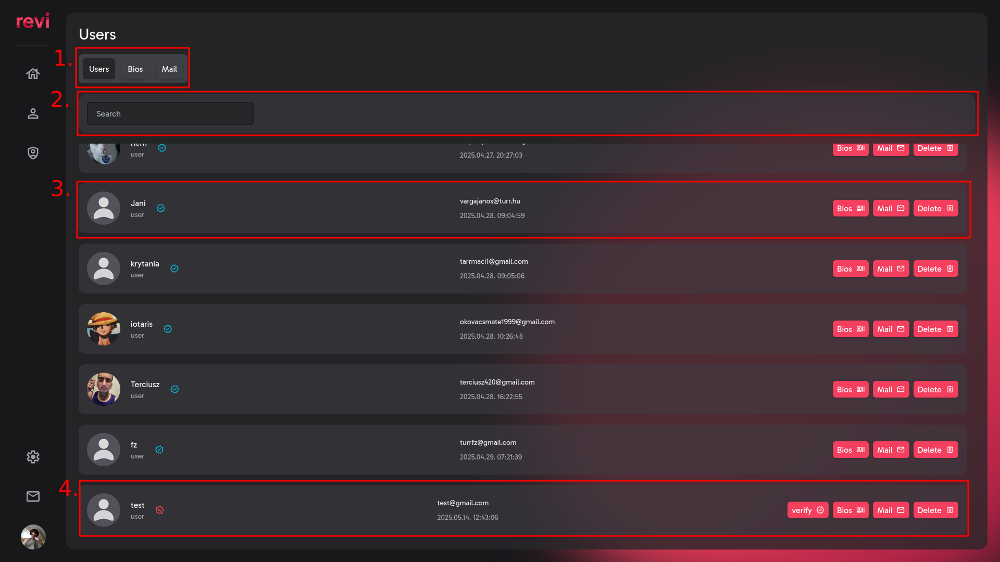 revi
Users
1.
Users Bios Mail
2.
Search
user
2025.04.27. 20:27:03
Bios Mail Delete
3.
Jani
user
vargajanos@turr.hu
2025.04.28. 09:04:59
Bios Mail Delete
krytania
user
tarrmaci1@gmail.com
2025.04.28. 09:05:06
Bios Mail Delete
iotaris
user
okovacsmate1999@gmail.com
2025.04.28. 10:26:48
Bios Mail Delete
Terciusz
user
terciusz420@gmail.com
2025.04.28. 16:22:55
Bios Mail Delete
fz
user
turrfz@gmail.com
2025.04.29. 07:21:39
Bios Mail Delete
4.
test
user
test@gmail.com
2025.05.14. 12:43:06
verify Bios Mail Delete